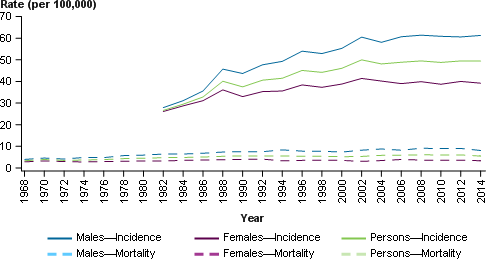 Rate (per 100,000)
70
60
50
40
30
20
10
0
1968 1970 1972 1974 1976 1978 1980 1982 1984 1986 1988 1990 1992 1994 1996 1998 2000 2002 2004 2006 2008 2010 2012 2014
Year
Males—Incidence Females—Incidence Persons—Incidence
Males—Mortality Females—Mortality Persons—Mortality